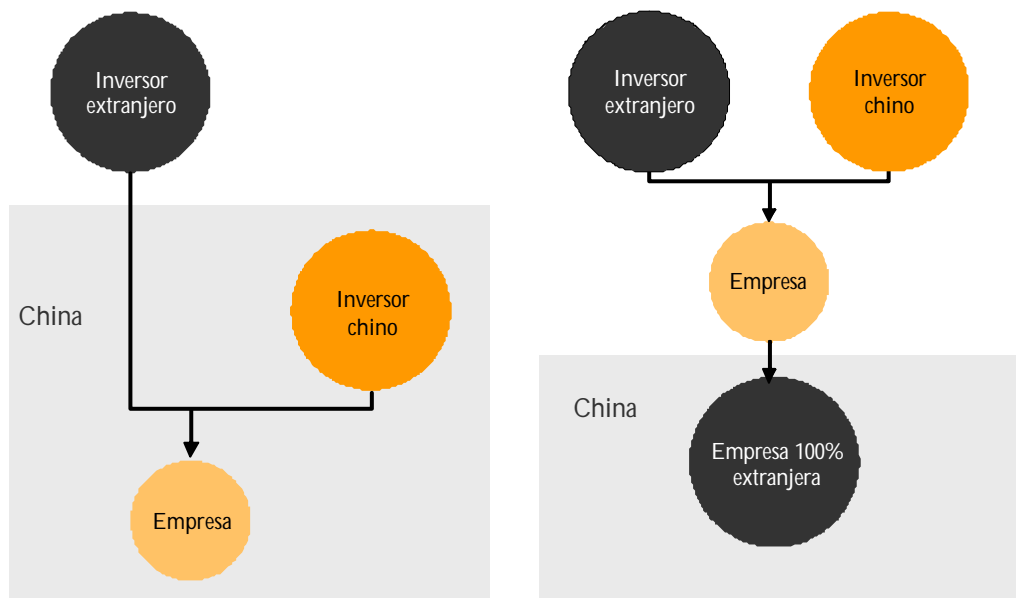 Inversor
extranjero
China
Inversor
chino
Empresa
Inversor
extranjero
Inversor
chino
Empresa
China
Empresa 100%
extranjera